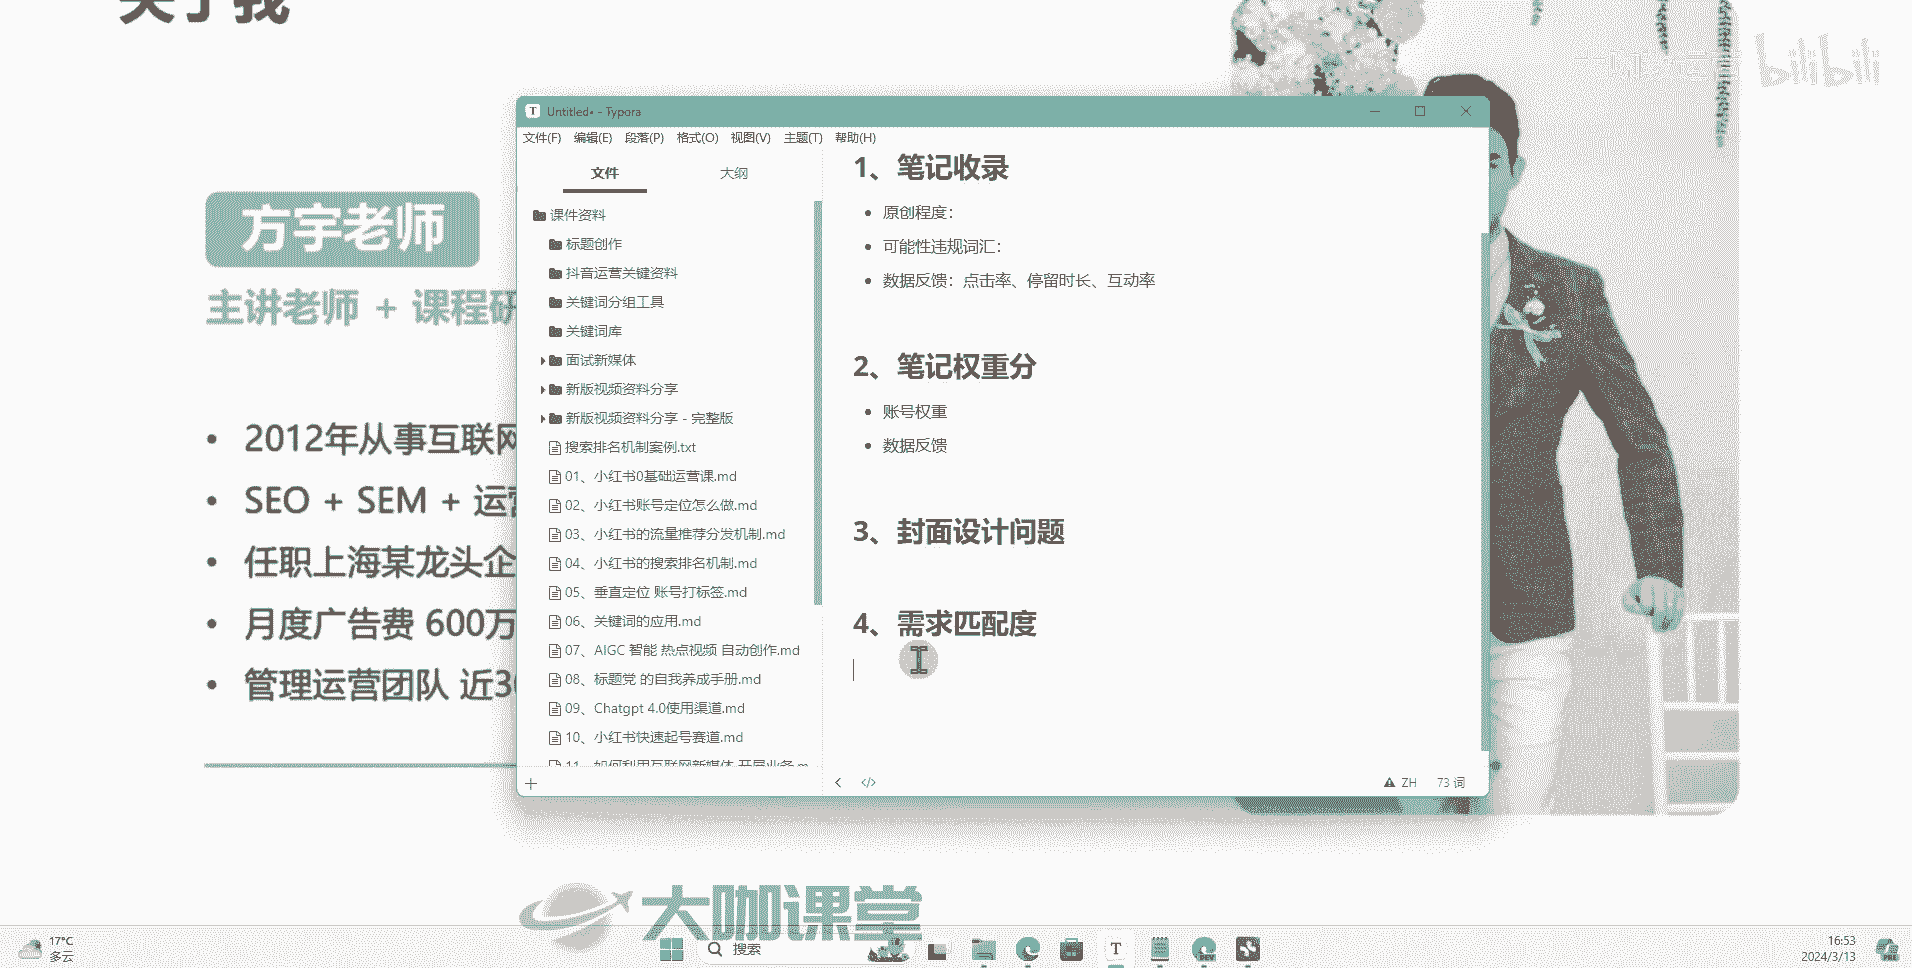 关于我
bilibili
方宇老师
主讲老师 + 课程研
2012年从事互联网
SEO + SEM + 运营
任职上海某龙头企
月度广告费 600万
管理运营团队 近30
Untitled• - Typora
文件(F) 编辑(E) 段落(P) 格式(O) 视图(V) 主题(T) 帮助(H)
文件 大纲
课件资料
标题创作
抖音运营关键资料
关键词分组工具
关键词库
面试新媒体
新版视频资料分享
新版视频资料分享 - 完整版
搜索排名机制案例.txt
01、小红书0基础运营课.md
02、小红书账号定位怎么做.md
03、小红书的流量推荐分发机制.md
04、小红书的搜索排名机制.md
05、垂直定位 账号打标签.md
06、关键词的应用.md
07、AIGC 智能 热点视频 自动创作.md
08、标题党 的自我养成手册.md
09、Chatgpt 4.0使用渠道.md
10、小红书快速起号赛道.md
11、如何利用互联网新媒体 开展业务.m
1、笔记收录
原创程度：
可能性违规词汇：
数据反馈：点击率、停留时长、互动率
2、笔记权重分
账号权重
数据反馈
3、封面设计问题
4、需求匹配度
ZH 73 词
大咖课堂
17°C
多云
搜索
16:53
2024/3/13